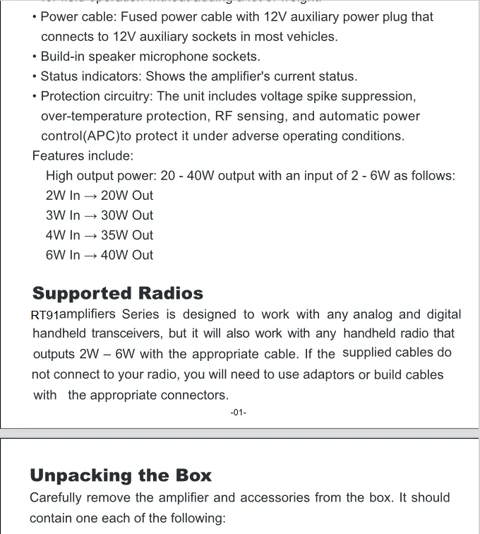 • Power cable: Fused power cable with 12V auxiliary power plug that
connects to 12V auxiliary sockets in most vehicles.
• Build-in speaker microphone sockets.
• Status indicators: Shows the amplifier's current status.
• Protection circuitry: The unit includes voltage spike suppression,
over-temperature protection, RF sensing, and automatic power
control(APC)to protect it under adverse operating conditions.
Features include:
High output power: 20 - 40W output with an input of 2 - 6W as follows:
2W In → 20W Out
3W In → 30W Out
4W In → 35W Out
6W In → 40W Out
Supported Radios
RT91amplifiers Series is designed to work with any analog and digital
handheld transceivers, but it will also work with any handheld radio that
outputs 2W – 6W with the appropriate cable. If the supplied cables do
not connect to your radio, you will need to use adaptors or build cables
with the appropriate connectors.
-01-
Unpacking the Box
Carefully remove the amplifier and accessories from the box. It should
contain one each of the following: